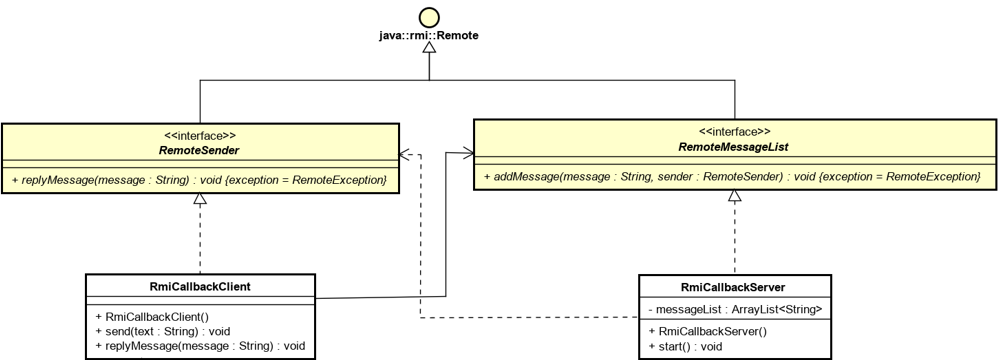 java::rmi::Remote
<<interface>>
RemoteSender
+ replyMessage(message : String) : void {exception = RemoteException}
<<interface>>
RemoteMessageList
+ addMessage(message : String, sender : RemoteSender) : void {exception = RemoteException}
RmiCallbackClient
+ RmiCallbackClient()
+ send(text : String) : void
+ replyMessage(message : String) : void
RmiCallbackServer
- messageList : ArrayList<String>
+ RmiCallbackServer()
+ start() : void